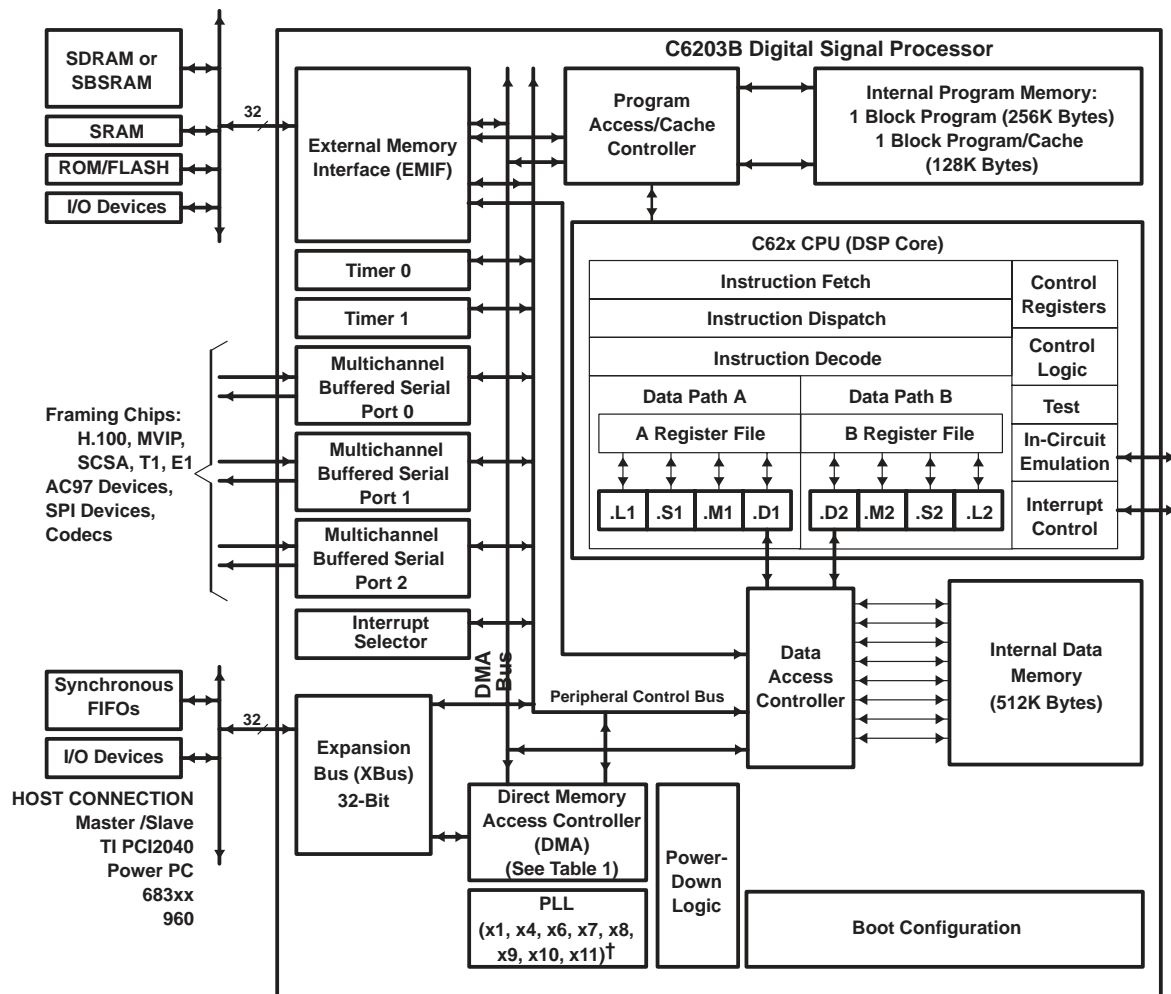 C6203B Digital Signal Processor
SDRAM or
SBSRAM
SRAM
ROM/FLASH
I/O Devices
32
External Memory
Interface (EMIF)
Program
Access/Cache
Controller
Internal Program Memory:
1 Block Program (256K Bytes)
1 Block Program/Cache
(128K Bytes)
Timer 0
Timer 1
Framing Chips:
H.100, MVIP,
SCSA, T1, E1
AC97 Devices,
SPI Devices,
Codecs
Multichannel
Buffered Serial
Port 0
Multichannel
Buffered Serial
Port 1
Multichannel
Buffered Serial
Port 2
Interrupt
Selector
C62x CPU (DSP Core)
Instruction Fetch
Instruction Dispatch
Instruction Decode
Data Path A
Data Path B
A Register File
B Register File
.L1
.S1
.M1
.D1
.D2
.M2
.S2
.L2
Control
Registers
Control
Logic
Test
In-Circuit
Emulation
Interrupt
Control
DMA
Bus
Peripheral Control Bus
Data
Access
Controller
Internal Data
Memory
(512K Bytes)
Synchronous
FIFOs
I/O Devices
32
HOST CONNECTION
Master /Slave
TI PCI2040
Power PC
683xx
960
Expansion
Bus (XBus)
32-Bit
Direct Memory
Access Controller
(DMA)
(See Table 1)
PLL
(x1, x4, x6, x7, x8,
x9, x10, x11)†
Power-
Down
Logic
Boot Configuration